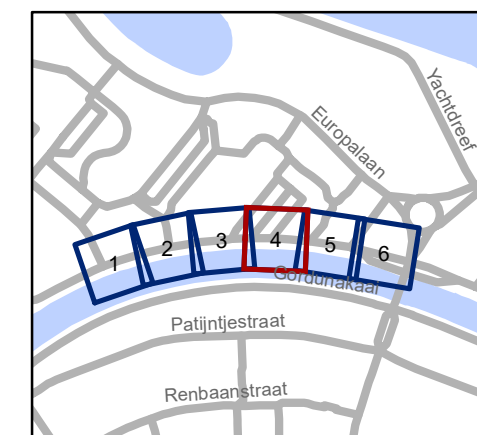 Yachtdreef
Europalaan
1
2
3
4
5
6
Gordunakaai
Patijntjestraat
Renbaanstraat